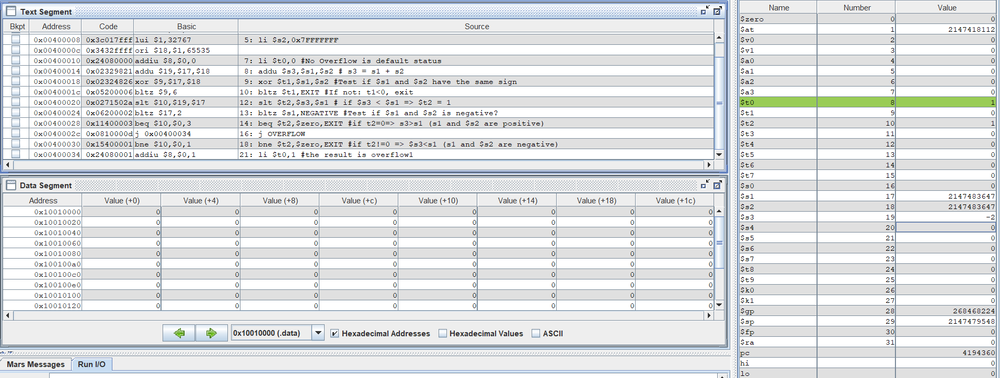 Text Segment
Bkpt Address Code Basic Source
0x00400008 0x3c017fff lui $1,32767 5: li $s2,0x7FFFFFFF
0x0040000c 0x3432ffff ori $18,$1,65535
0x00400010 0x24080000 addiu $8,$0,0 7: li $t0,0 #No Overflow is default status
0x00400014 0x02329821 addu $19,$17,$18 8: addu $s3,$s1,$s2 # s3 = s1 + s2
0x00400018 0x02324826 xor $9,$17,$18 9: xor $t1,$s1,$s2 #Test if $s1 and $s2 have the same sign
0x0040001c 0x05200006 bltz $9,6 10: bltz $t1,EXIT #If not: t1<0, exit
0x00400020 0x0271502a slt $10,$19,$17 12: slt $t2,$s3,$s1 # if $s3 < $s1 => $t2 = 1
0x00400024 0x06200002 bltz $17,2 13: bltz $s1,NEGATIVE #Test if $s1 and $s2 is negative?
0x00400028 0x11400003 beq $10,$0,3 14: beq $t2,$zero,EXIT #if t2=0=> s3>s1 (s1 and $s2 are positive)
0x0040002c 0x0810000d j 0x00400034 16: j OVERFLOW
0x00400030 0x15400001 bne $10,$0,1 18: bne $t2,$zero,EXIT #if t2!=0 => $s3<s1 (s1 and $s2 are negative)
0x00400034 0x24080001 addiu $8,$0,1 21: li $t0,1 #the result is overflow1
Data Segment
Address Value (+0) Value (+4) Value (+8) Value (+c) Value (+10) Value (+14) Value (+18) Value (+1c)
0x10010000 0 0 0 0 0 0 0 0
0x10010020 0 0 0 0 0 0 0 0
0x10010040 0 0 0 0 0 0 0 0
0x10010060 0 0 0 0 0 0 0 0
0x10010080 0 0 0 0 0 0 0 0
0x100100a0 0 0 0 0 0 0 0 0
0x100100c0 0 0 0 0 0 0 0 0
0x100100e0 0 0 0 0 0 0 0 0
0x10010100 0 0 0 0 0 0 0 0
0x10010120 0 0 0 0 0 0 0 0
0x10010000 (.data) Hexadecimal Addresses Hexadecimal Values ASCII
Mars Messages Run I/O
Name Number Value
$zero 0 0
$at 1 2147418112
$v0 2 0
$v1 3 0
$a0 4 0
$a1 5 0
$a2 6 0
$a3 7 0
$t0 8 1
$t1 9 0
$t2 10 1
$t3 11 0
$t4 12 0
$t5 13 0
$t6 14 0
$t7 15 0
$s0 16 0
$s1 17 2147483647
$s2 18 2147483647
$s3 19 -2
$s4 20 0
$s5 21 0
$s6 22 0
$s7 23 0
$t8 24 0
$t9 25 0
$k0 26 0
$k1 27 0
$gp 28 268468224
$sp 29 2147479548
$fp 30 0
$ra 31 0
pc 4194360
hi 0
lo 0